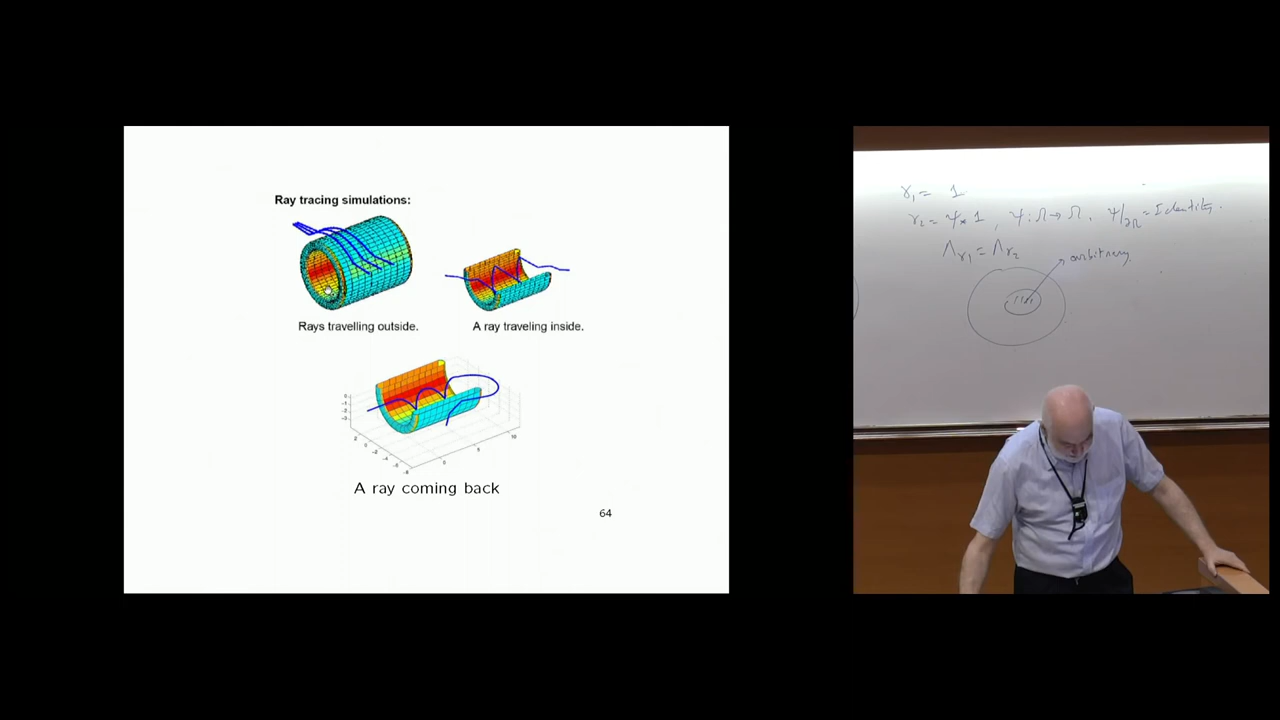 Ray tracing simulations:
Rays travelling outside.
A ray traveling inside.
A ray coming back
64
γ₁ = 1
γ₂ = ψ∗ 1 , ψ : Ω → Ω , ψ/∂Ω = Identity.
Λγ₁ = Λγ₂
arbitrary